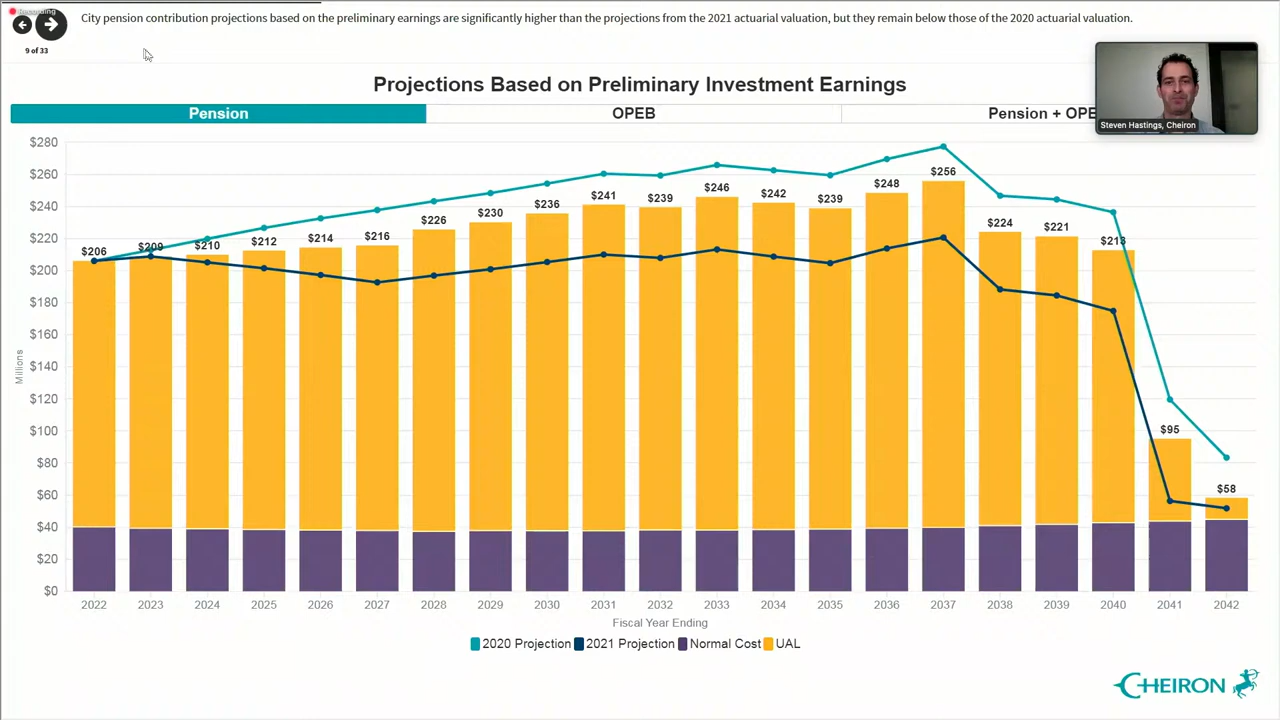 City pension contribution projections based on the preliminary earnings are significantly higher than the projections from the 2021 actuarial valuation, but they remain below those of the 2020 actuarial valuation.
9 of 33
Projections Based on Preliminary Investment Earnings
Pension OPEB Pension + OPE
Steven Hastings, Cheiron
$280
$260
$240
$220
$200
$180
$160
$140
$120
$100
$80
$60
$40
$20
$0
Millions
$206 $209 $210 $212 $214 $216 $226 $230 $236 $241 $239 $246 $242 $239 $248 $256 $224 $221 $213 $95 $58
2022 2023 2024 2025 2026 2027 2028 2029 2030 2031 2032 2033 2034 2035 2036 2037 2038 2039 2040 2041 2042
Fiscal Year Ending
2020 Projection 2021 Projection Normal Cost UAL
CHEIRON